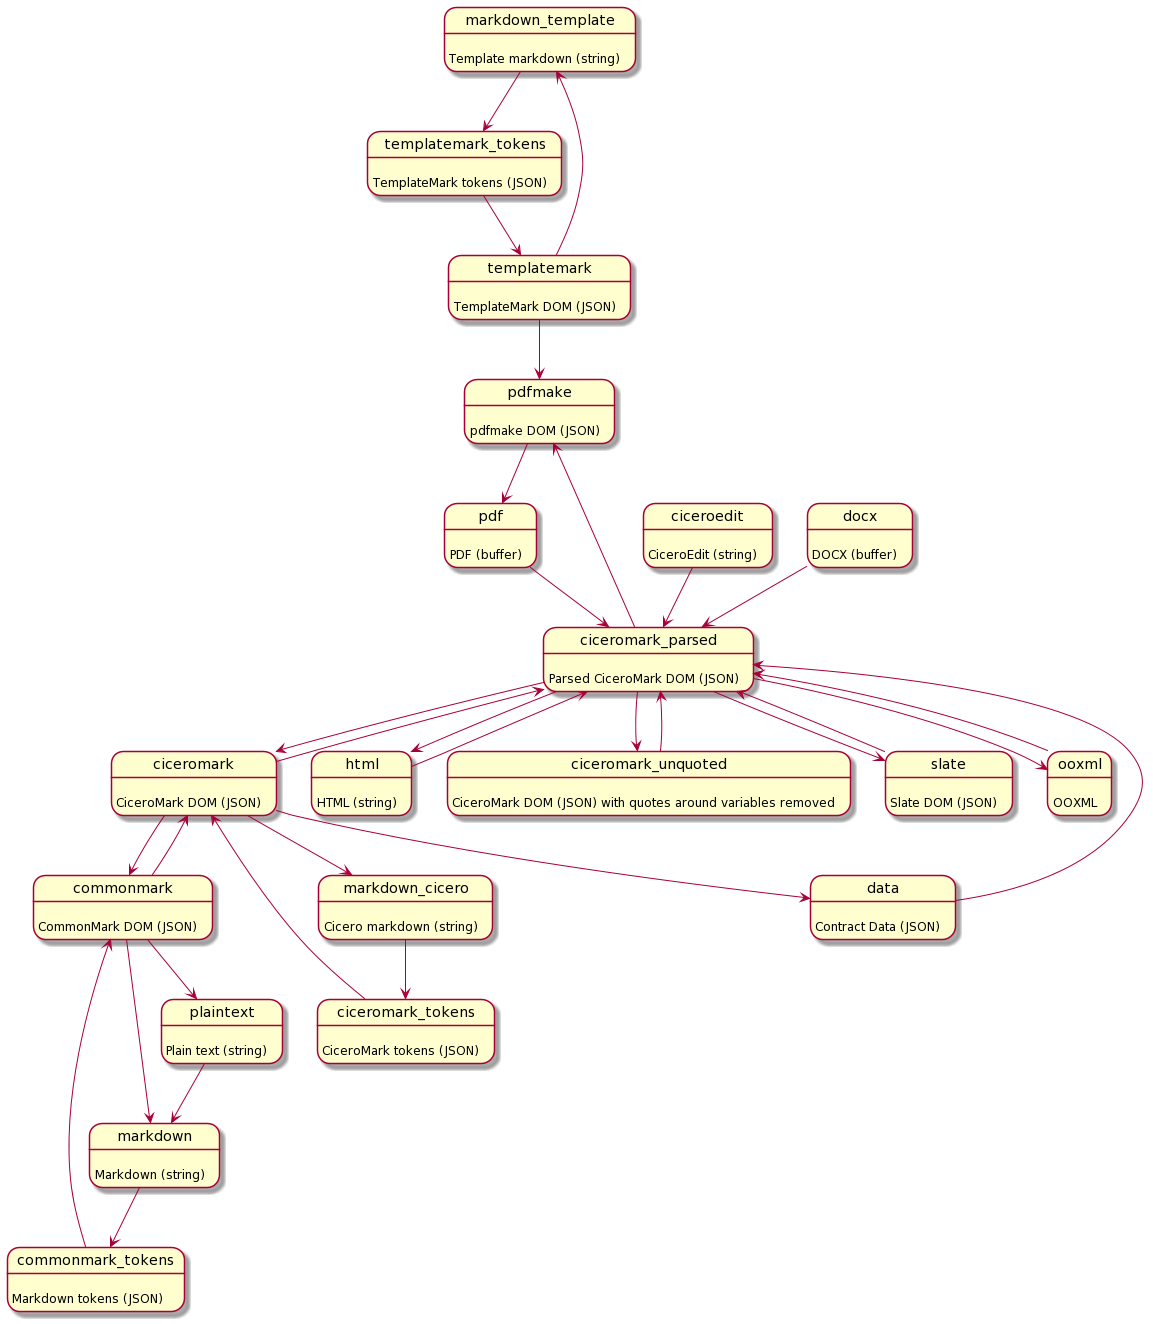 markdown_template
Template markdown (string)
templatemark_tokens
TemplateMark tokens (JSON)
templatemark
TemplateMark DOM (JSON)
pdfmake
pdfmake DOM (JSON)
pdf
PDF (buffer)
ciceroedit
CiceroEdit (string)
docx
DOCX (buffer)
ciceromark_parsed
Parsed CiceroMark DOM (JSON)
ciceromark
CiceroMark DOM (JSON)
html
HTML (string)
ciceromark_unquoted
CiceroMark DOM (JSON) with quotes around variables removed
slate
Slate DOM (JSON)
ooxml
OOXML
commonmark
CommonMark DOM (JSON)
markdown_cicero
Cicero markdown (string)
data
Contract Data (JSON)
plaintext
Plain text (string)
ciceromark_tokens
CiceroMark tokens (JSON)
markdown
Markdown (string)
commonmark_tokens
Markdown tokens (JSON)